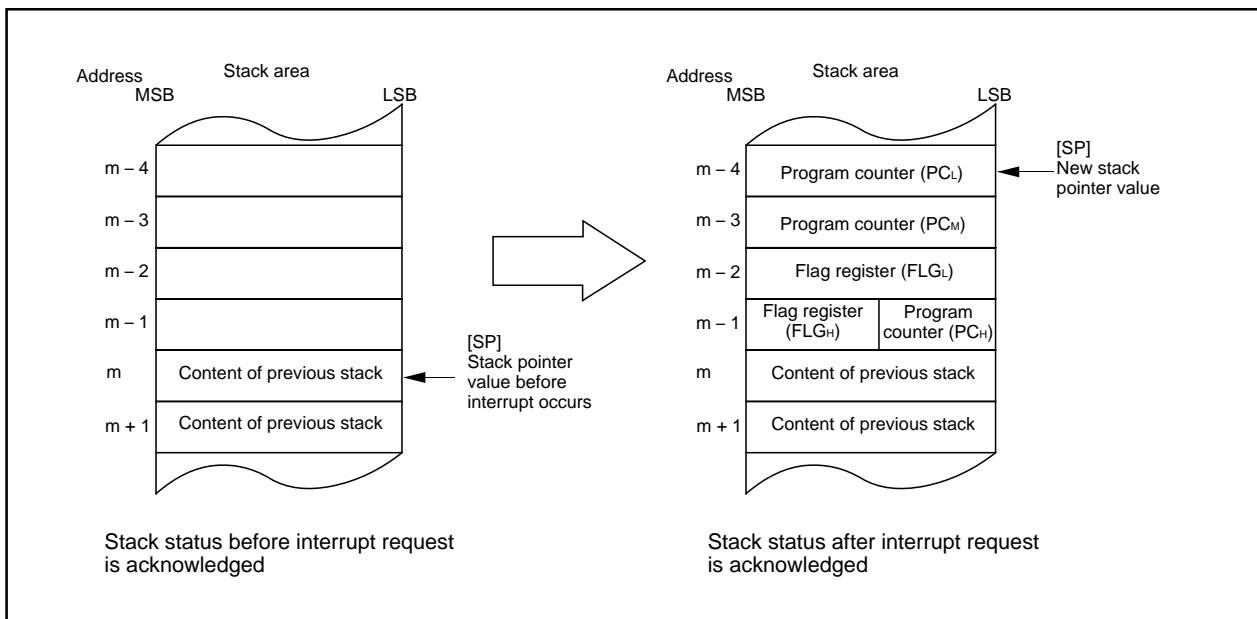 Address
MSB
Stack area
LSB
m – 4
m – 3
m – 2
m – 1
m
Content of previous stack
m + 1
Content of previous stack
[SP]
Stack pointer
value before
interrupt occurs
Stack status before interrupt request
is acknowledged
Address
MSB
Stack area
LSB
m – 4
Program counter (PCL)
[SP]
New stack
pointer value
m – 3
Program counter (PCM)
m – 2
Flag register (FLGL)
m – 1
Flag register
(FLGH)
Program
counter (PCH)
m
Content of previous stack
m + 1
Content of previous stack
Stack status after interrupt request
is acknowledged